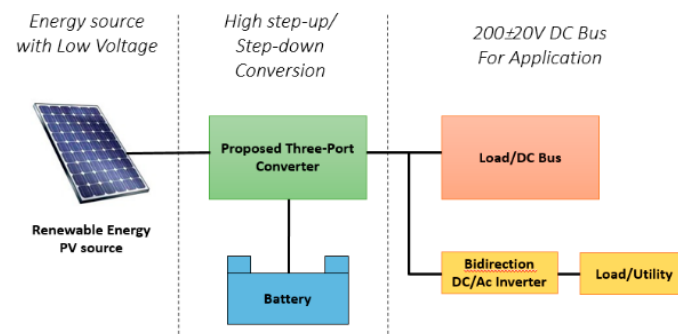 Energy source
with Low Voltage
High step-up/
Step-down
Conversion
200±20V DC Bus
For Application
Renewable Energy
PV source
Proposed Three-Port
Converter
Battery
Load/DC Bus
Bidirection
DC/Ac Inverter
Load/Utility